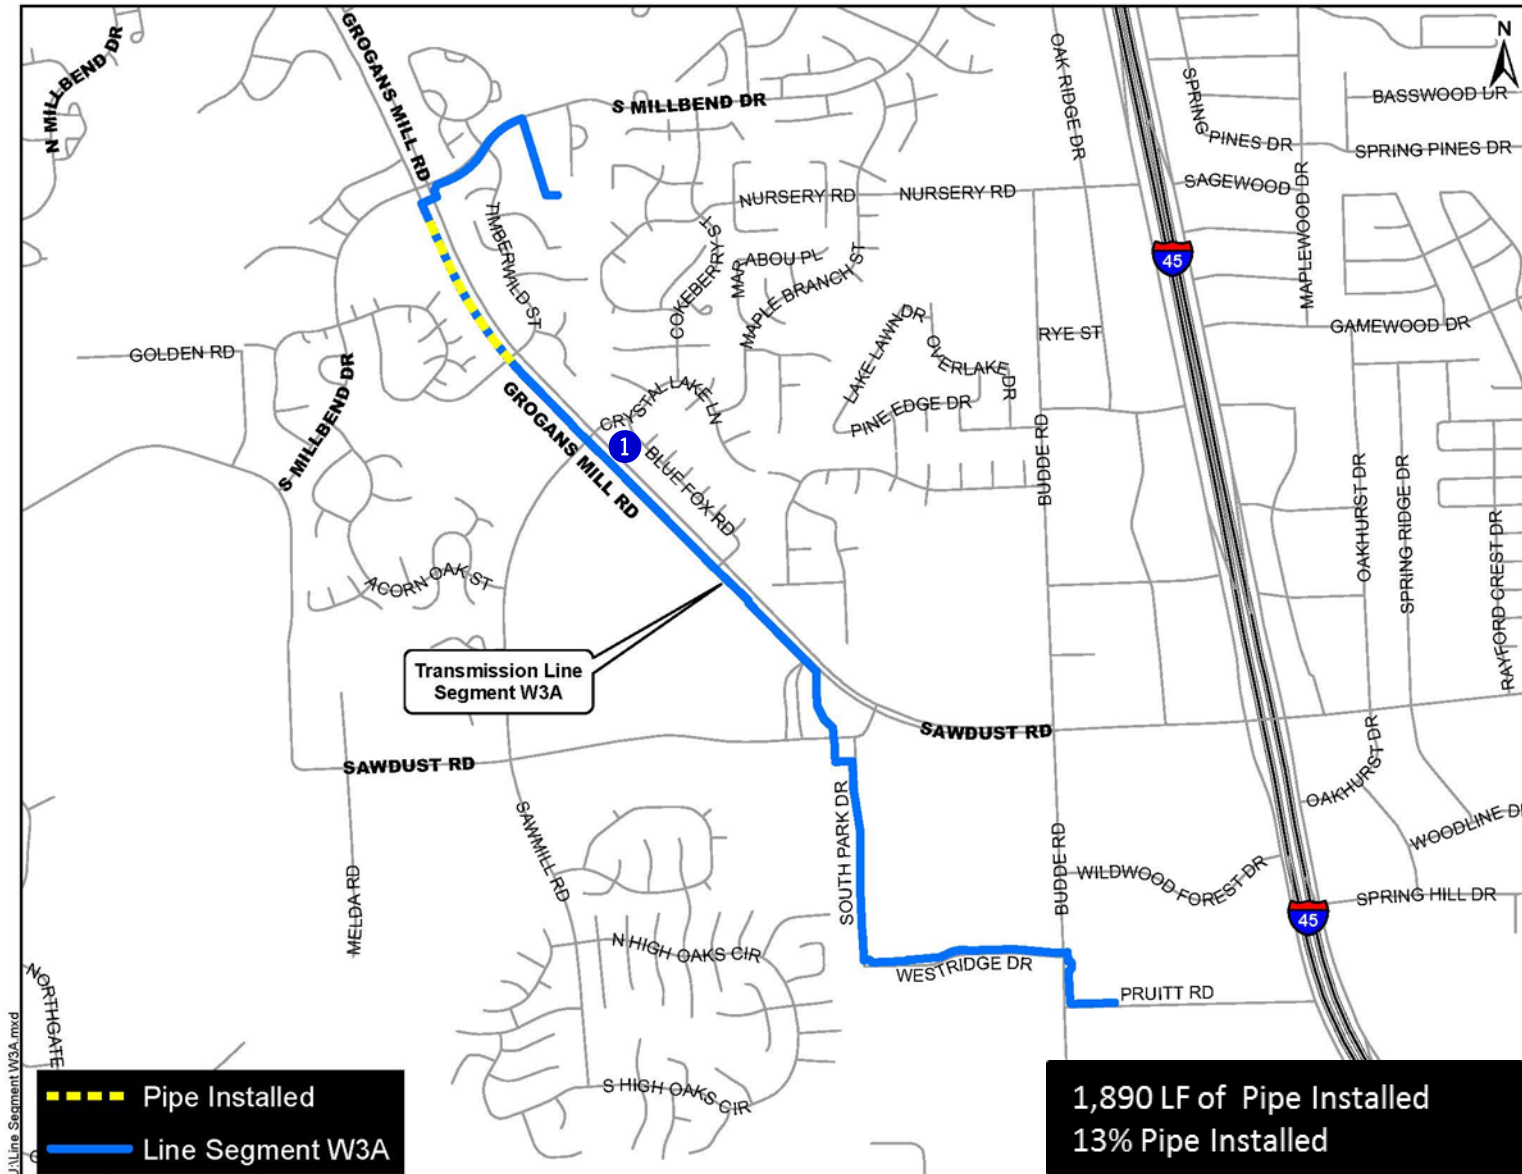 N MILLBEND DR
GROGANS MILL RD
S MILLBEND DR
OAK RIDGE DR
SPRING PINES DR
N
BASSWOOD DR
SPRING PINES DR
SAGEWOOD
MAPLEWOOD DR
NURSERY RD
NURSERY RD
TIMBERWILD ST
COKEBERRY ST
MARABOU PL
MAPLE BRANCH ST
45
GOLDEN RD
S MILLBEND DR
LAKE LAWN DR
OVERLAKE DR
RYE ST
GAMEWOOD DR
GROGANS MILL RD
CRYSTAL LAKE LN
PINE EDGE DR
1
BLUE FOX RD
BUDDE RD
OAKHURST DR
SPRING RIDGE DR
RAYFORD CREST DR
ACORN OAK ST
Transmission Line
Segment W3A
SAWDUST RD
SAWDUST RD
SAWMILL RD
MELDA RD
SOUTH PARK DR
BUDDE RD
WILDWOOD FOREST DR
OAKHURST DR
WOODLINE D
SPRING HILL DR
45
N HIGH OAKS CIR
WESTRIDGE DR
PRUITT RD
NORTHGATE
S HIGH OAKS CIR
J:\Line Segment W3A.mxd
Pipe Installed
Line Segment W3A
1,890 LF of Pipe Installed
13% Pipe Installed